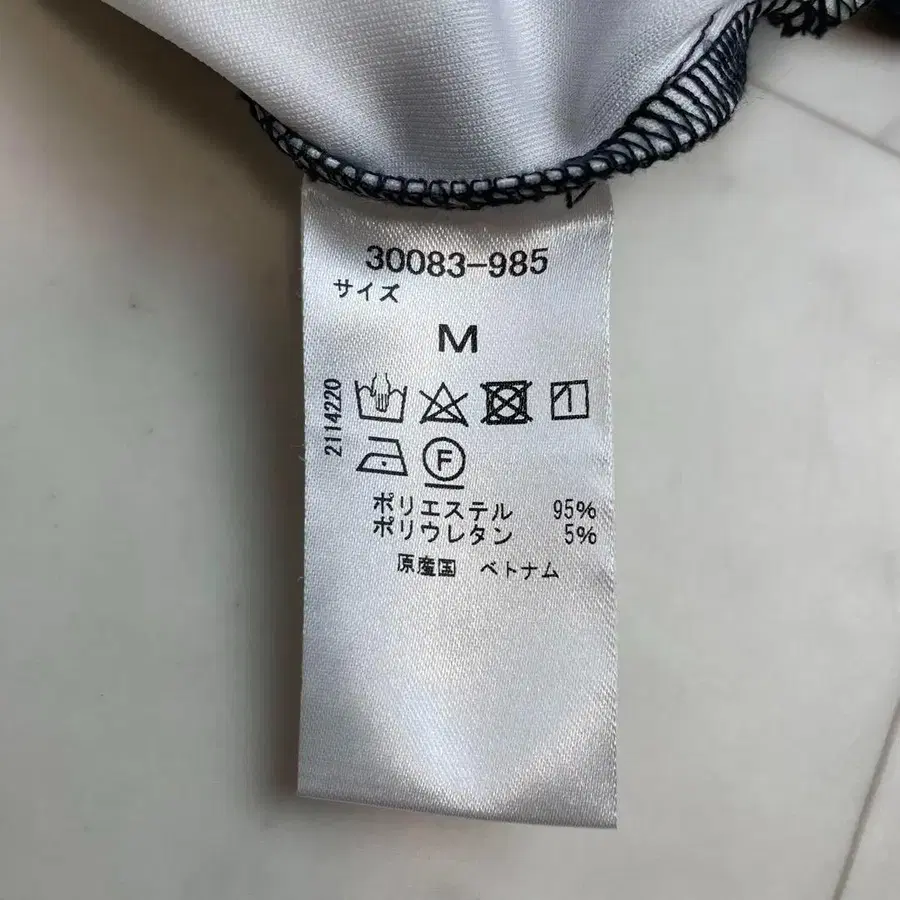 30083-985
サイズ
M
2114220
F
ポリエステル 95%
ポリウレタン 5%
原産国 ベトナム